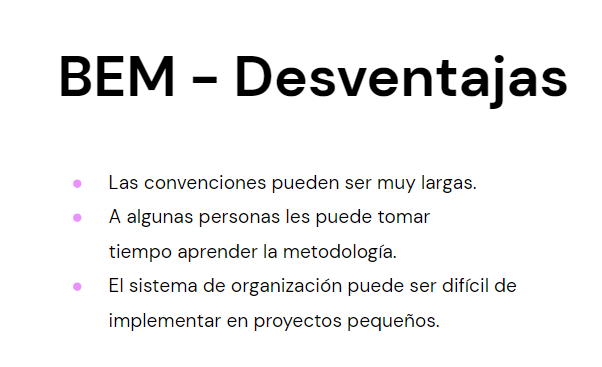 BEM - Desventajas
● Las convenciones pueden ser muy largas.
● A algunas personas les puede tomar
tiempo aprender la metodología.
● El sistema de organización puede ser difícil de
implementar en proyectos pequeños.